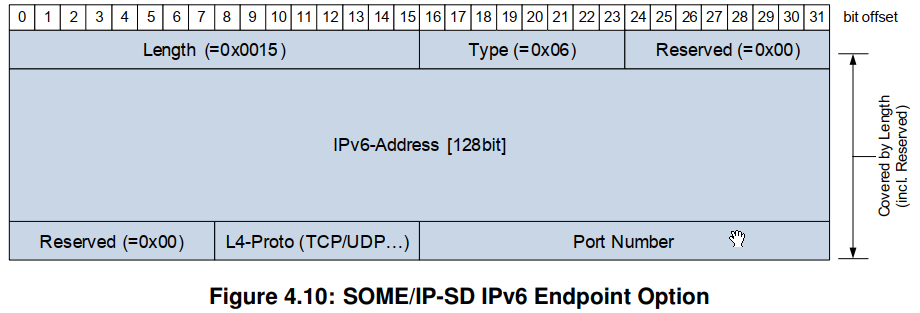 0 1 2 3 4 5 6 7 8 9 10 11 12 13 14 15 16 17 18 19 20 21 22 23 24 25 26 27 28 29 30 31 bit offset
Length (=0x0015) Type (=0x06) Reserved (=0x00)
IPv6-Address [128bit]
Covered by Length
(incl. Reserved)
Reserved (=0x00) L4-Proto (TCP/UDP…) Port Number
Figure 4.10: SOME/IP-SD IPv6 Endpoint Option